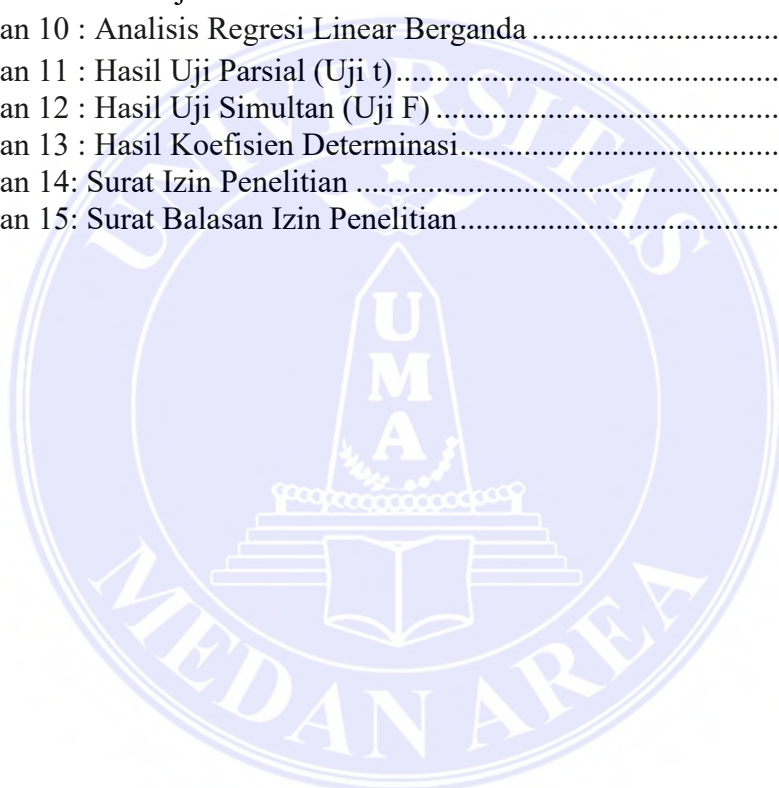 an 10 : Analisis Regresi Linear Berganda ................................
an 11 : Hasil Uji Parsial (Uji t)................................................
an 12 : Hasil Uji Simultan (Uji F) ...........................................
an 13 : Hasil Koefisien Determinasi........................................
an 14: Surat Izin Penelitian .....................................................
an 15: Surat Balasan Izin Penelitian........................................
UNIVERSITAS
U
M
A
MEDAN AREA